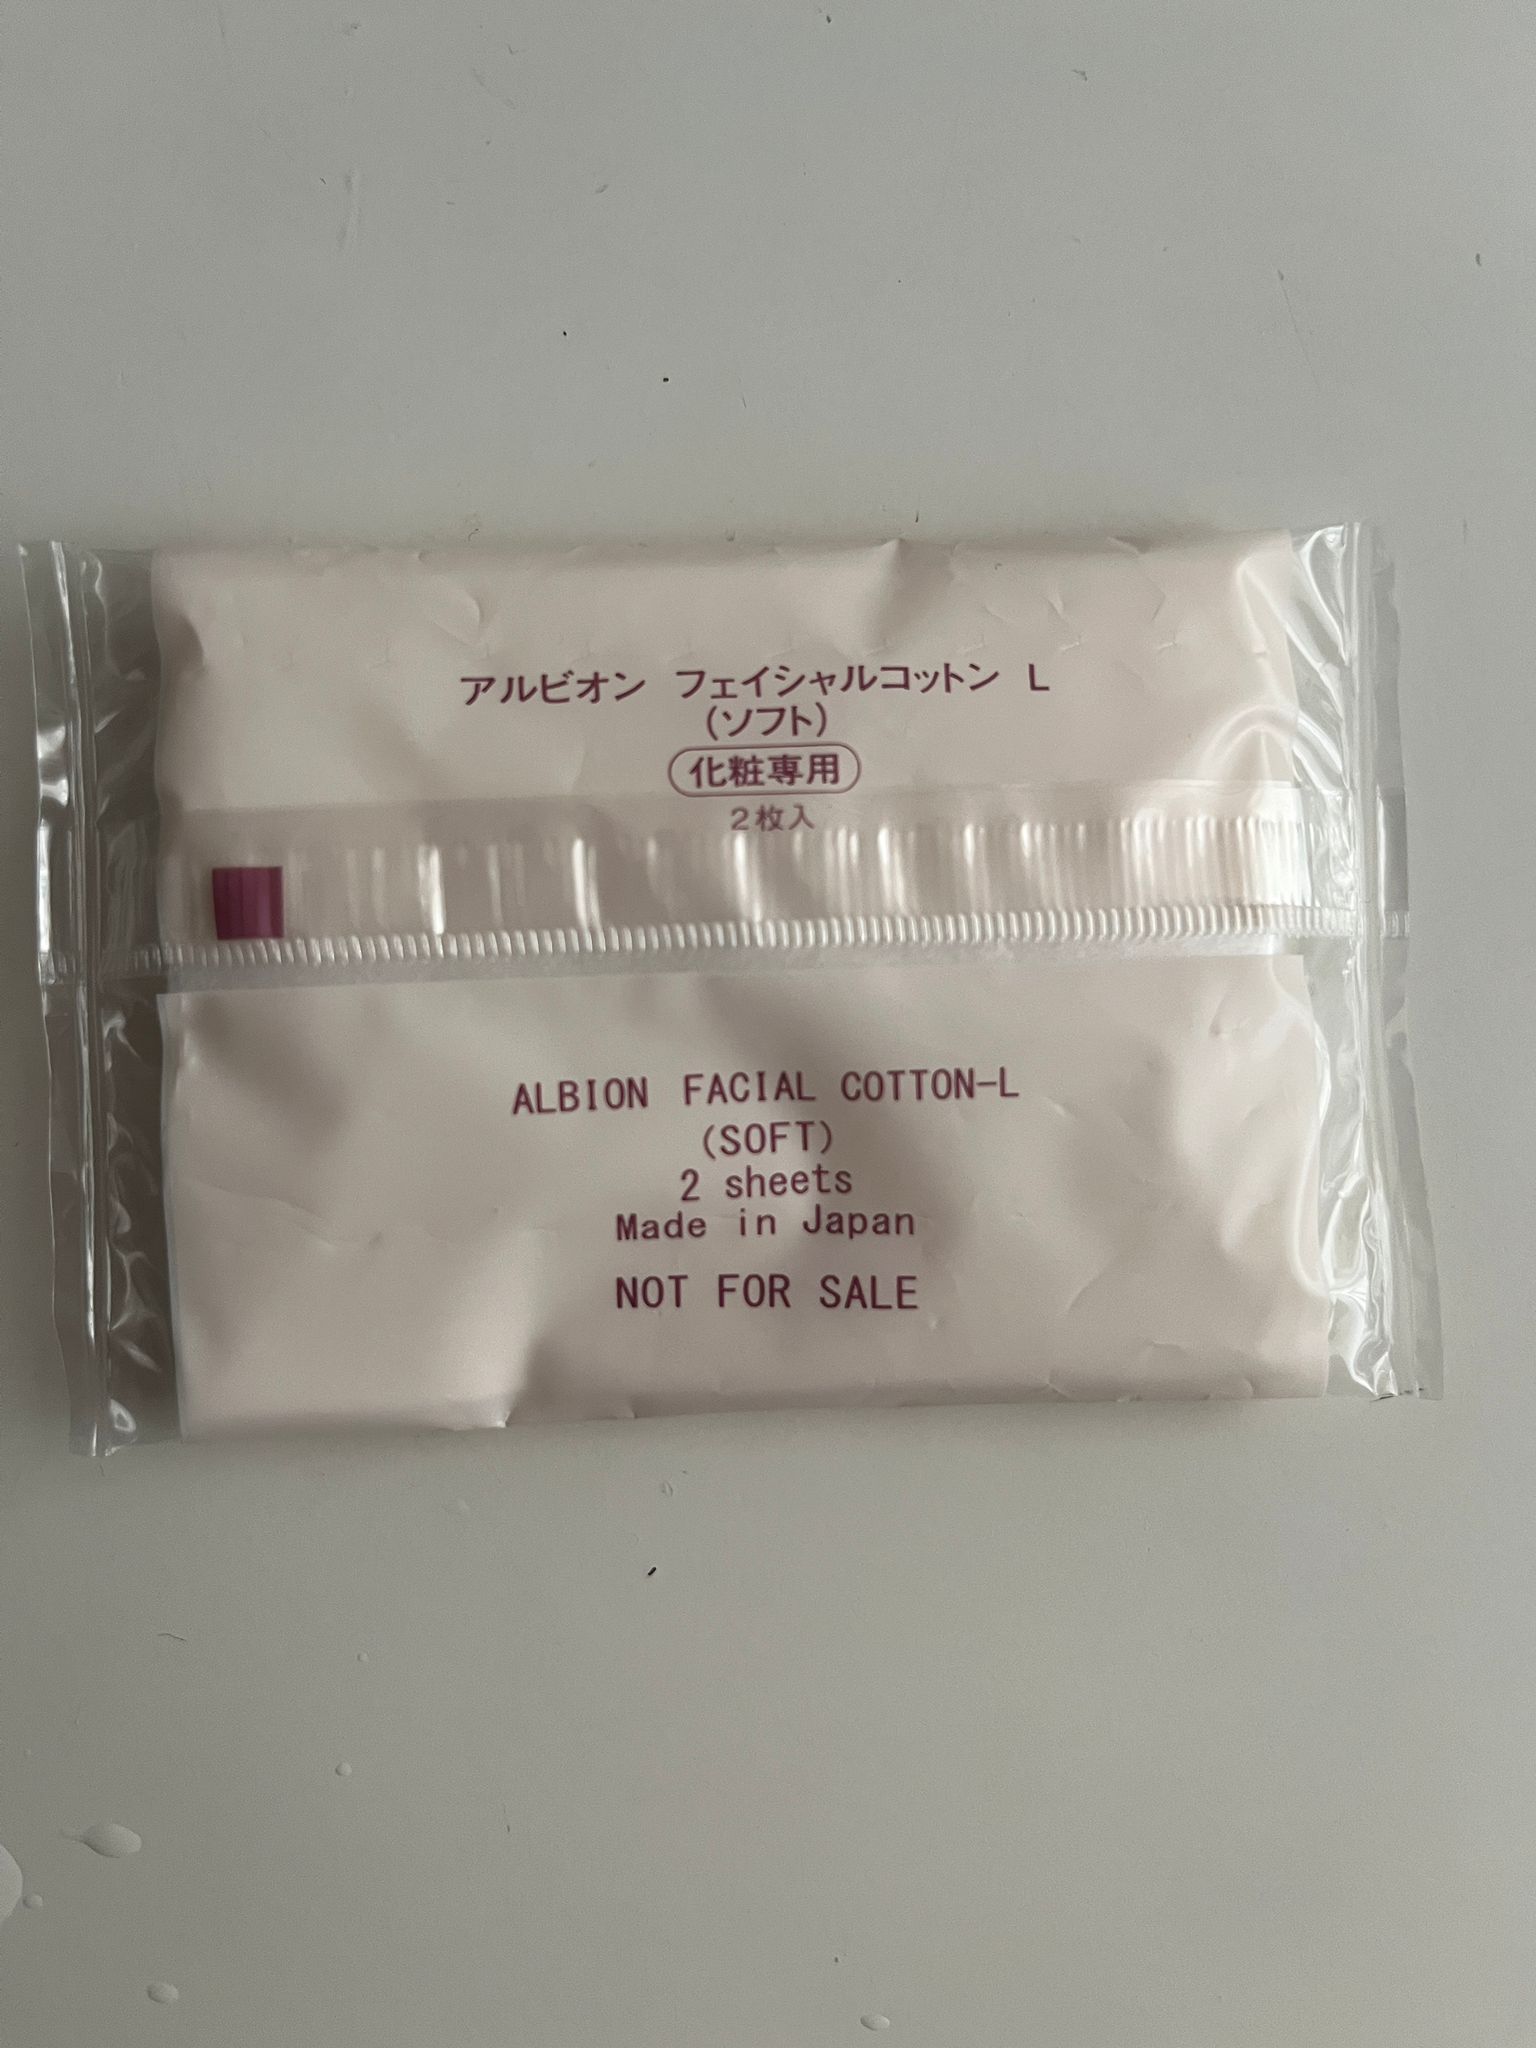 アルビオン フェイシャルコットン L
(ソフト)
化粧専用
2枚入
ALBION FACIAL COTTON-L
(SOFT)
2 sheets
Made in Japan
NOT FOR SALE